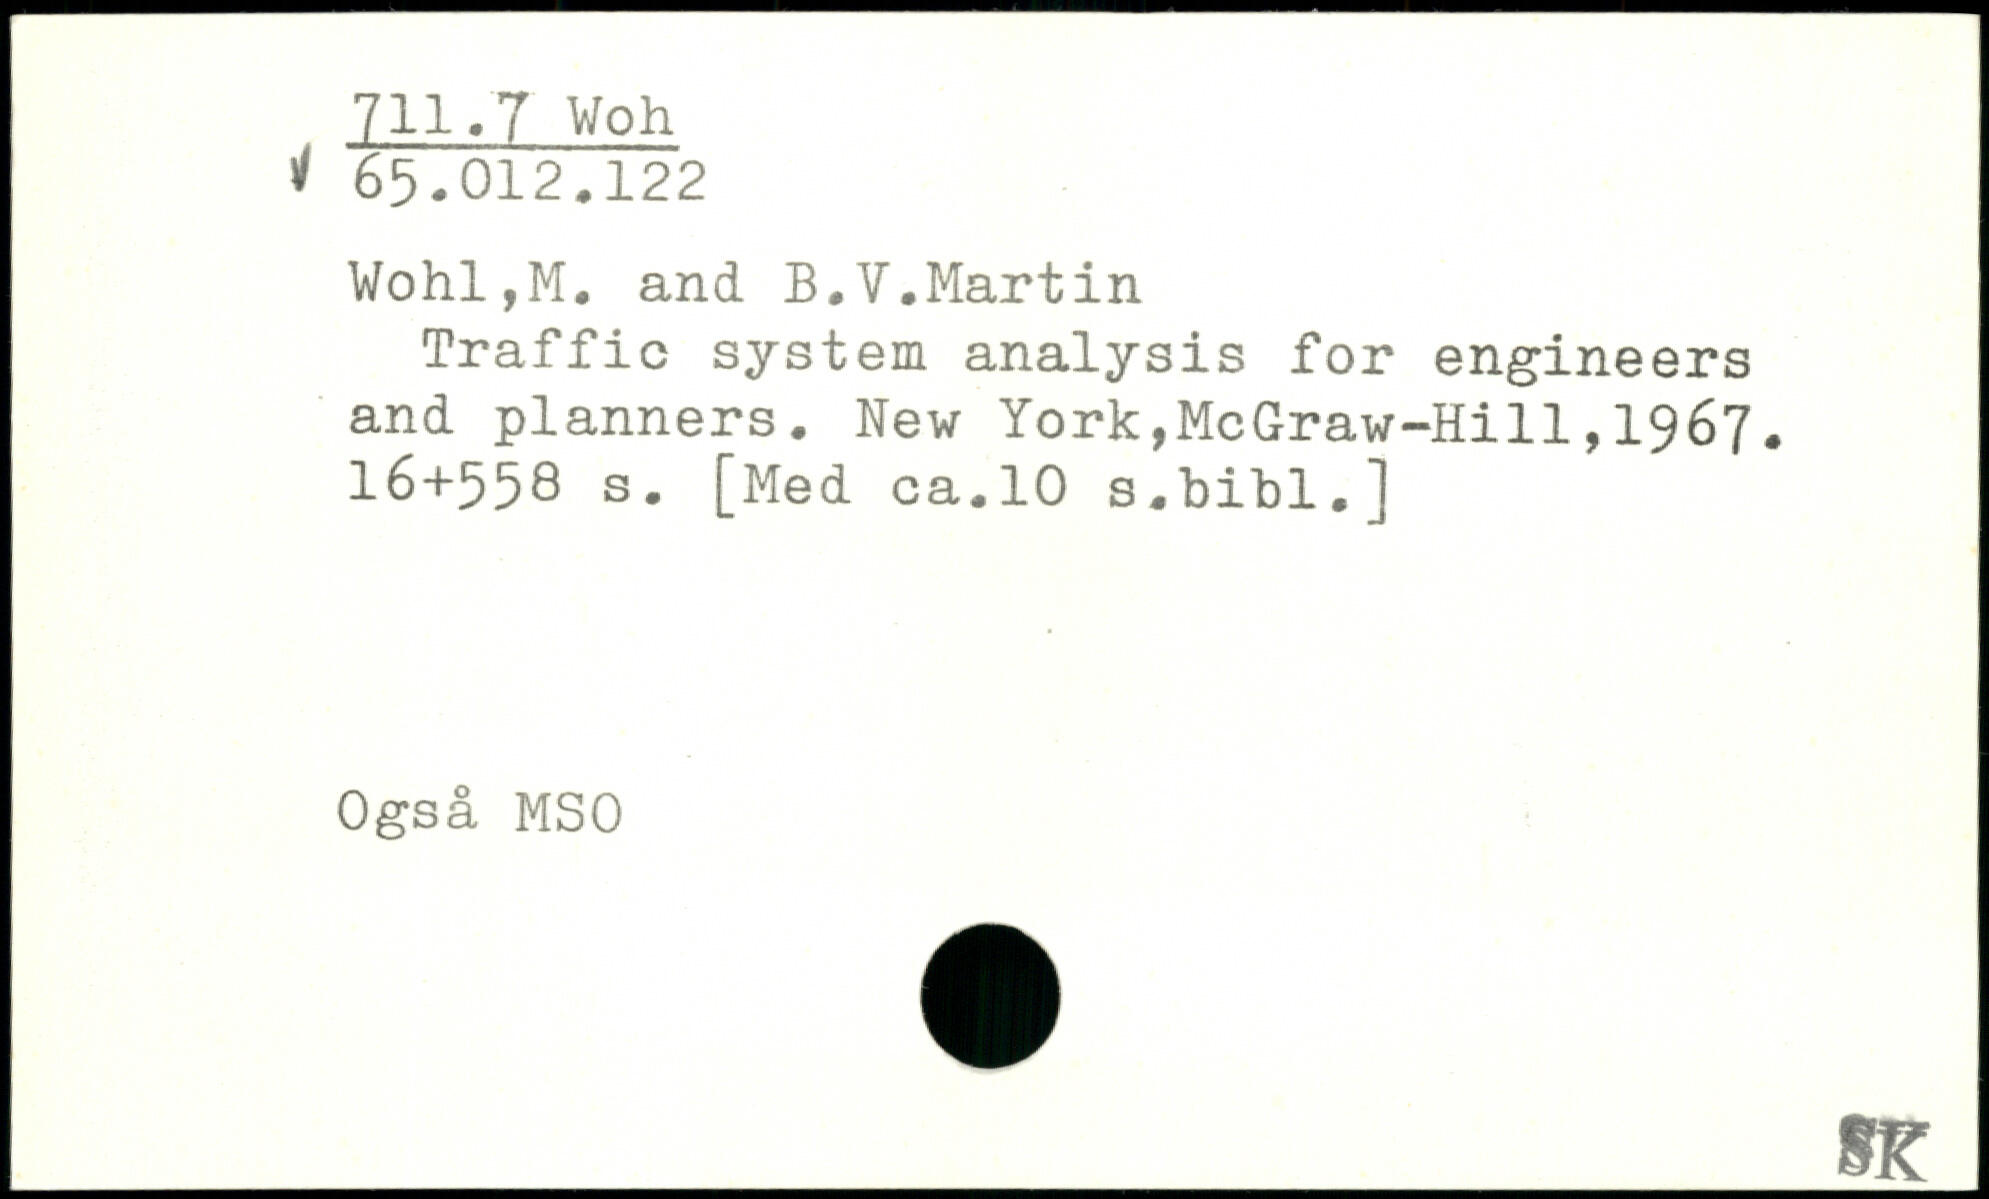 711.7 Woh
65.012.122
Wohl,M. and B.V.Martin
Traffic system analysis for engineers
and planners. New York,McGraw-Hill,1967.
16+558 s. [Med ca.10 s.bibl.]
Også MSO
SK